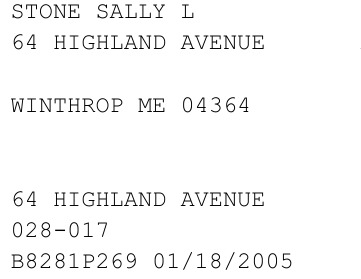 STONE SALLY L
64 HIGHLAND AVENUE
WINTHROP ME 04364
64 HIGHLAND AVENUE
028-017
B8281P269 01/18/2005